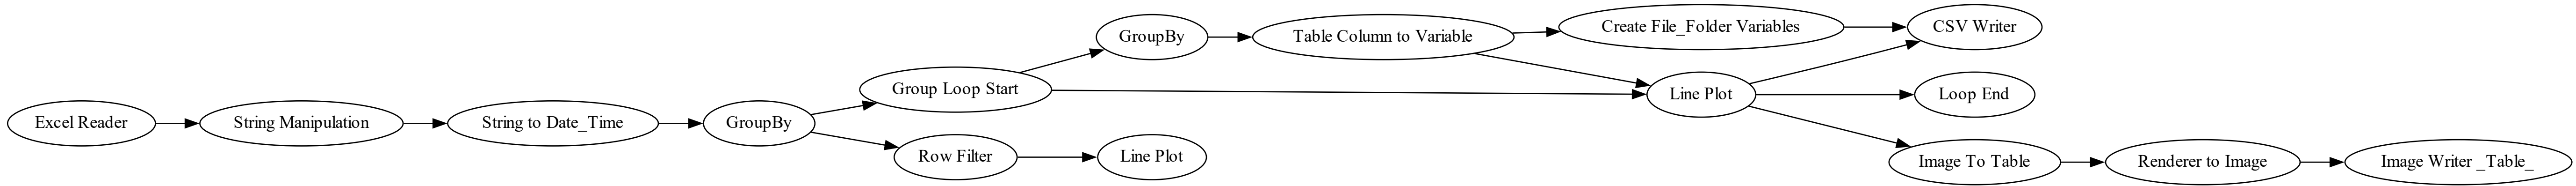 Excel Reader
String Manipulation
String to Date_Time
GroupBy
Group Loop Start
Row Filter
GroupBy
Line Plot
Table Column to Variable
Create File_Folder Variables
Line Plot
CSV Writer
Loop End
Image To Table
Renderer to Image
Image Writer _Table_